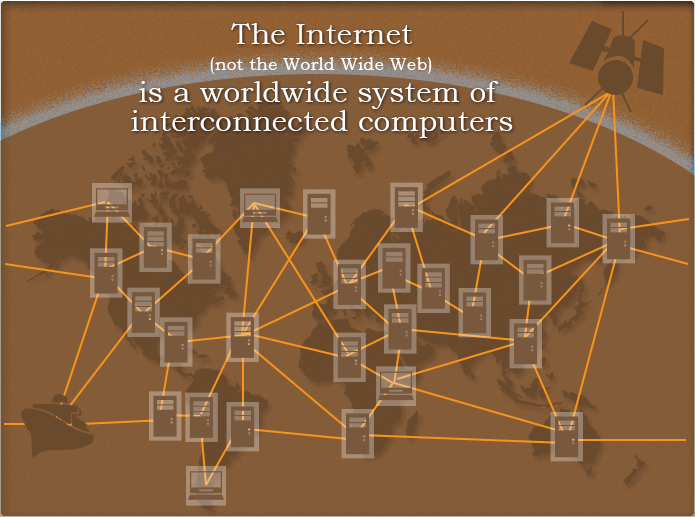 The Internet
(not the World Wide Web)
is a worldwide system of
interconnected computers